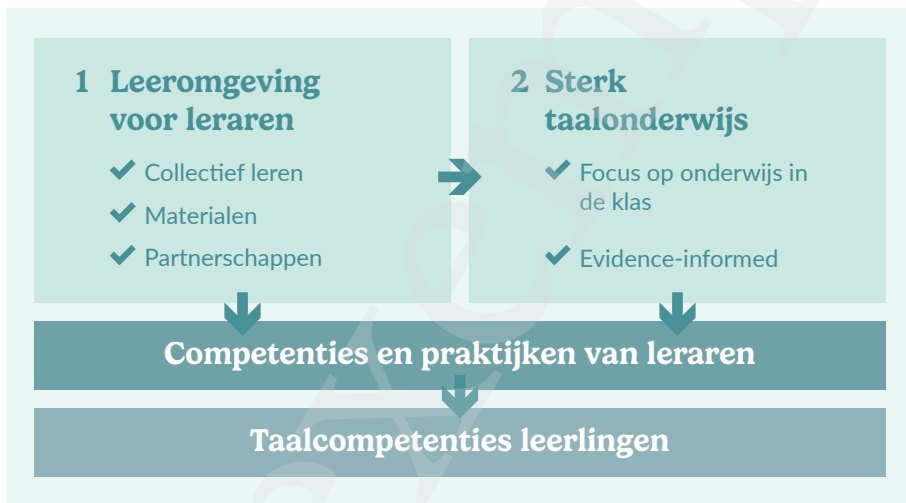 1 Leeromgeving
voor leraren
Collectief leren
Materialen
Partnerschappen
2 Sterk
taalonderwijs
Focus op onderwijs in
de klas
Evidence-informed
Competenties en praktijken van leraren
Taalcompetenties leerlingen